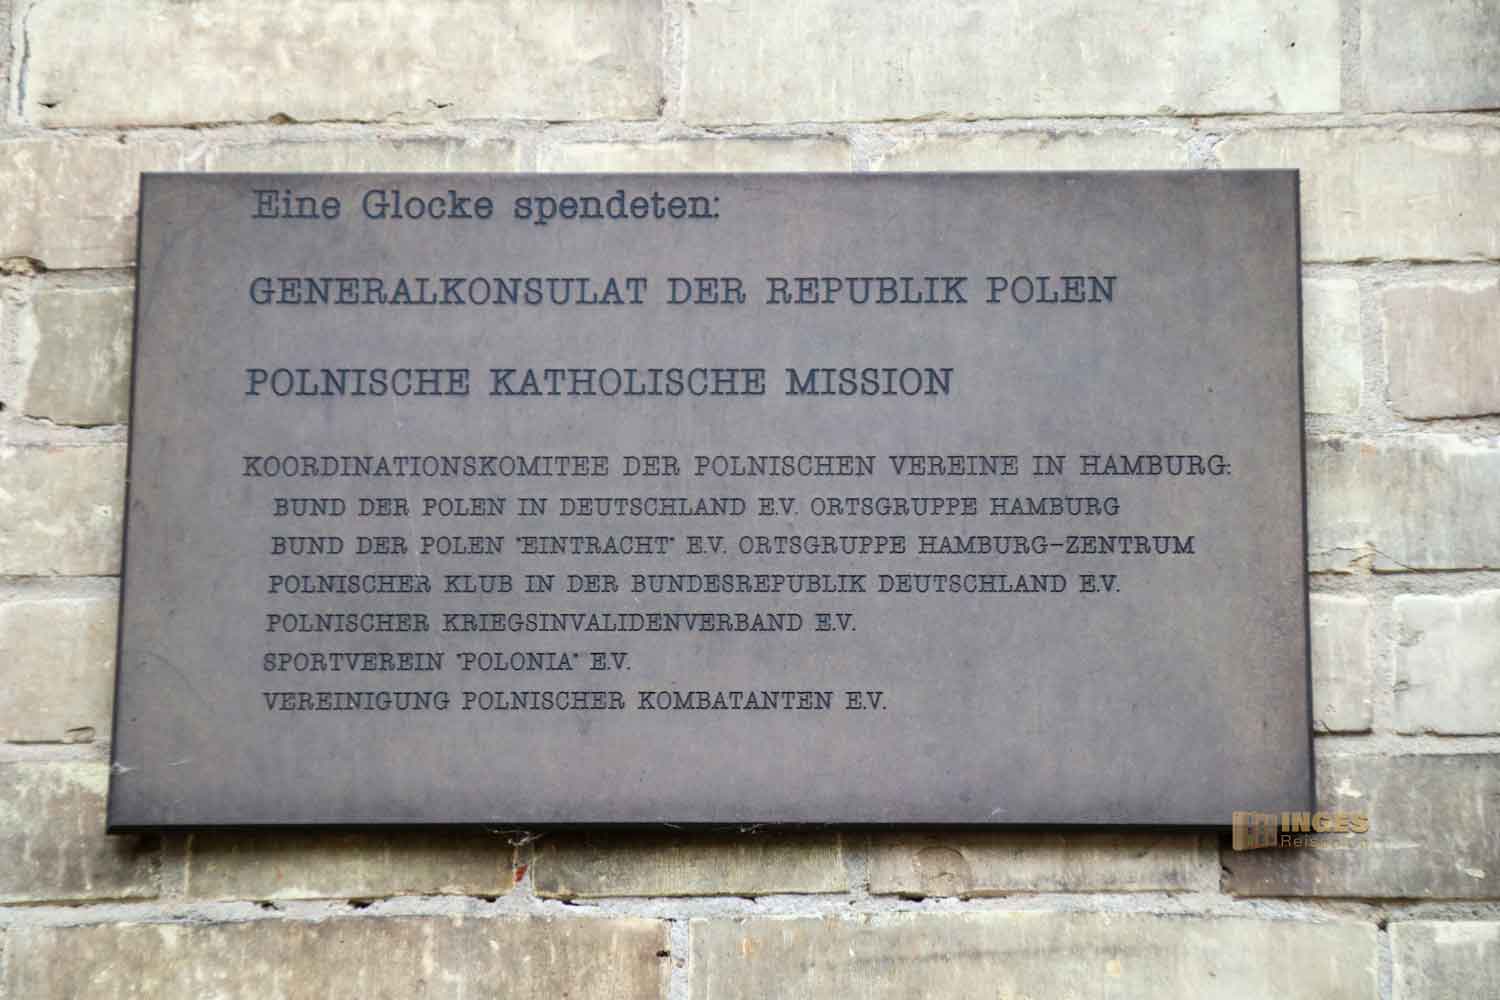 Eine Glocke spendeten:
GENERALKONSULAT DER REPUBLIK POLEN
POLNISCHE KATHOLISCHE MISSION
KOORDINATIONSKOMITEE DER POLNISCHEN VEREINE IN HAMBURG:
BUND DER POLEN IN DEUTSCHLAND E.V. ORTSGRUPPE HAMBURG
BUND DER POLEN "EINTRACHT" E.V. ORTSGRUPPE HAMBURG-ZENTRUM
POLNISCHER KLUB IN DER BUNDESREPUBLIK DEUTSCHLAND E.V.
POLNISCHER KRIEGSINVALIDENVERBAND E.V.
SPORTVEREIN "POLONIA" E.V.
VEREINIGUNG POLNISCHER KOMBATANTEN E.V.
INGES